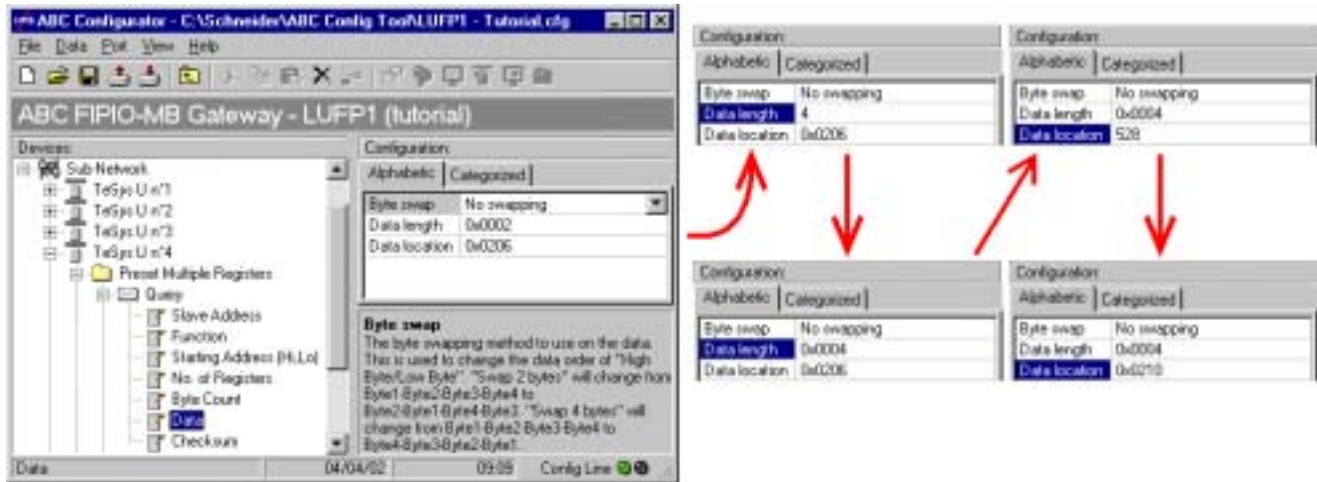 ABC Configurator - C:\Schneider\ABC Config Tool\LUFP1 - Tutorial.cfg
File Data Port View Help
ABC FIPIO-MB Gateway - LUFP1 (tutorial)
Devices:
Sub-Network
TeSys U n°1
TeSys U n°2
TeSys U n°3
TeSys U n°4
Preset Multiple Registers
Query
Slave Address
Function
Starting Address (Hi,Lo)
No. of Registers
Byte Count
Data
Checksum
Configuration:
Alphabetic Categorized
Byte swap No swapping
Data length 0x0002
Data location 0x0206
Byte swap
The byte swapping method to use on the data.
This is used to change the data order of "High
Byte/Low Byte". "Swap 2 bytes" will change from
Byte1-Byte2-Byte3-Byte4 to
Byte2-Byte1-Byte4-Byte3. "Swap 4 bytes" will
change from Byte1-Byte2-Byte3-Byte4 to
Byte4-Byte3-Byte2-Byte1.
Data 04/04/02 09:09 Config Line
Configuration:
Alphabetic Categorized
Byte swap No swapping
Data length 4
Data location 0x0206
Configuration:
Alphabetic Categorized
Byte swap No swapping
Data length 0x0004
Data location 528
Configuration:
Alphabetic Categorized
Byte swap No swapping
Data length 0x0004
Data location 0x0206
Configuration:
Alphabetic Categorized
Byte swap No swapping
Data length 0x0004
Data location 0x0210